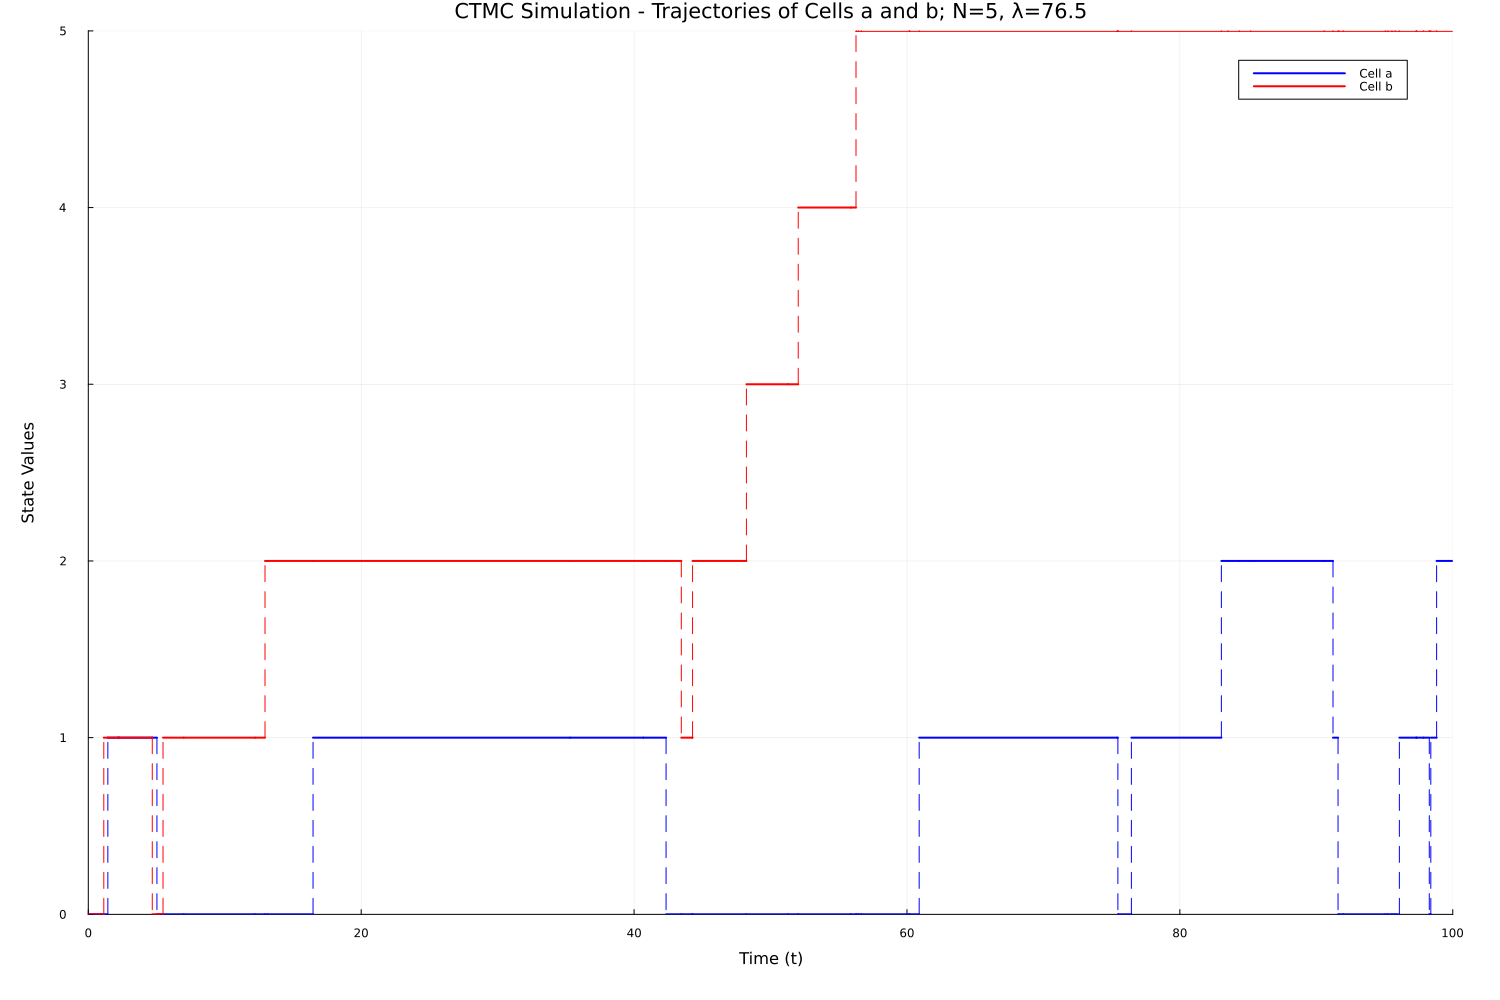 CTMC Simulation - Trajectories of Cells a and b; N=5, λ=76.5
5
4
3
2
1
0
State Values
Cell a
Cell b
0 20 40 60 80 100
Time (t)